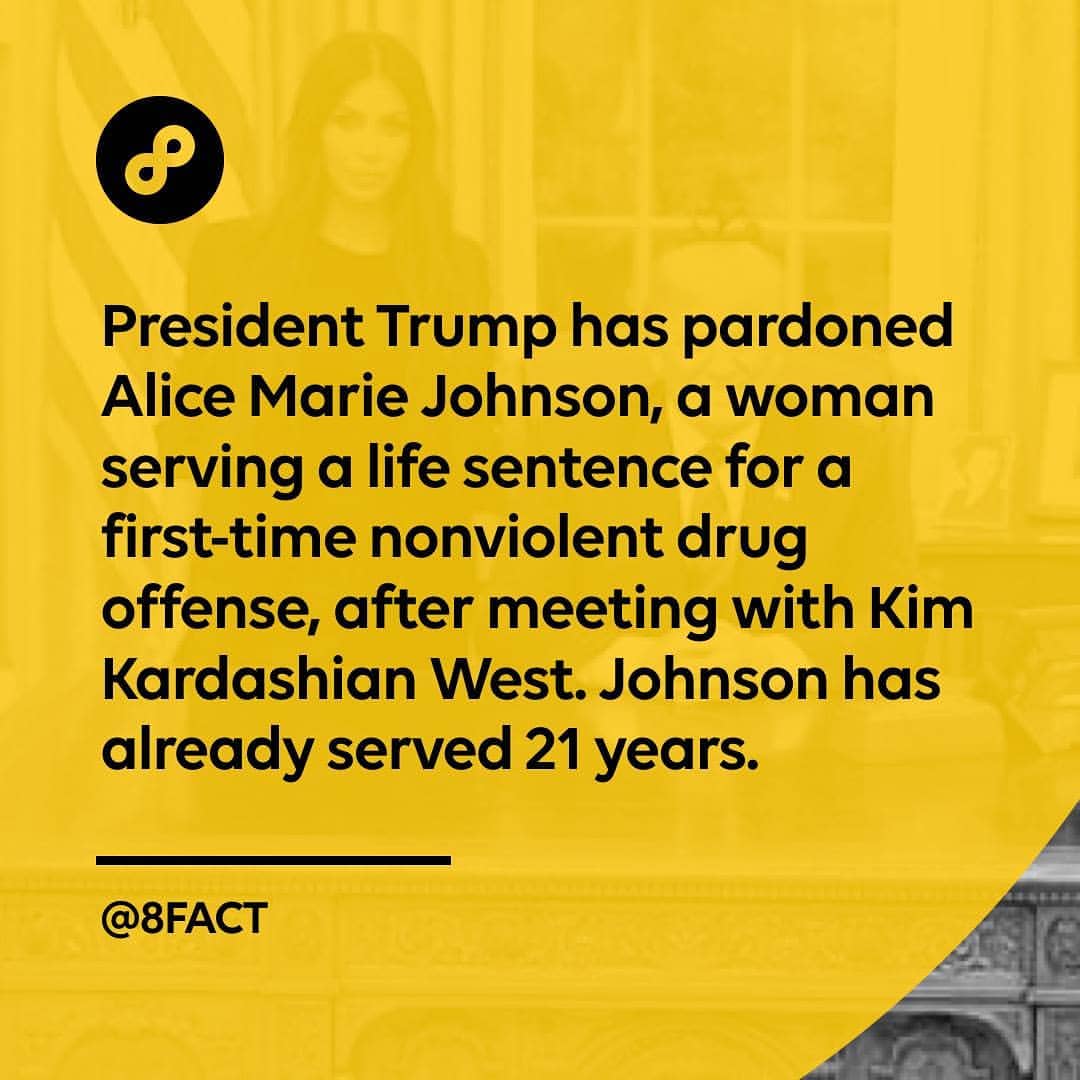 President Trump has pardoned
Alice Marie Johnson, a woman
serving a life sentence for a
first-time nonviolent drug
offense, after meeting with Kim
Kardashian West. Johnson has
already served 21 years.
@8FACT